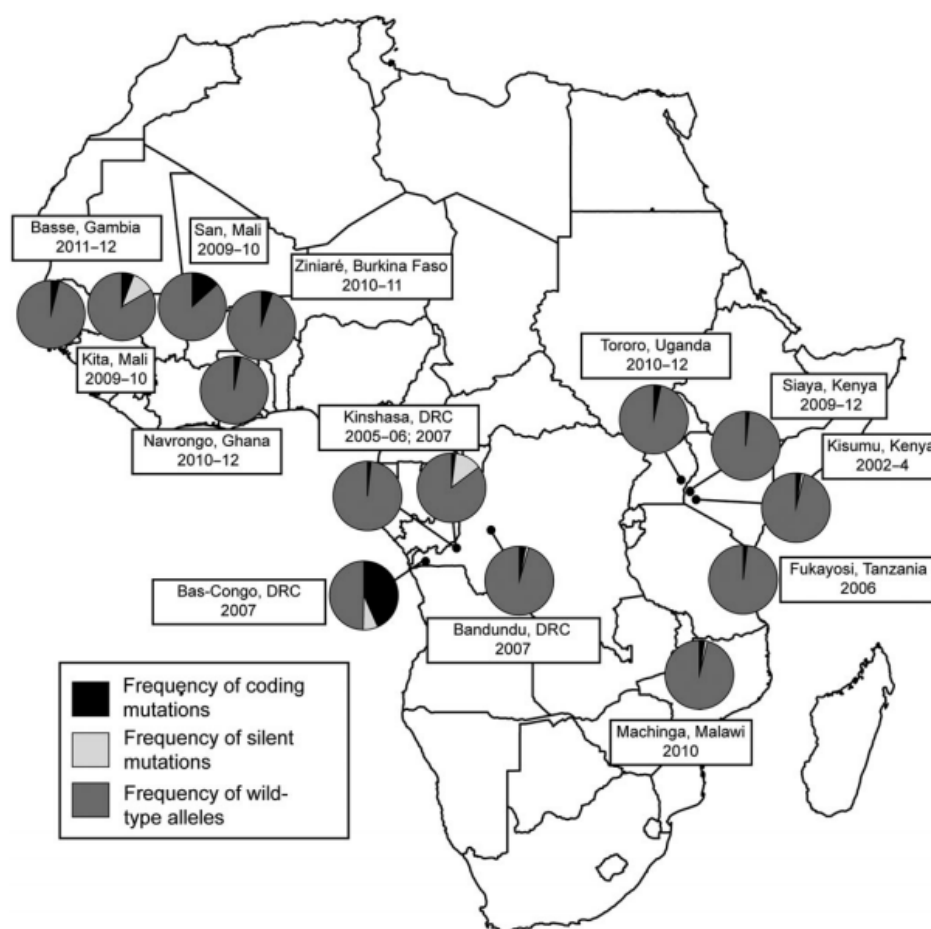 Basse, Gambia
2011–12
San, Mali
2009–10
Ziniaré, Burkina Faso
2010–11
Kita, Mali
2009–10
Navrongo, Ghana
2010–12
Kinshasa, DRC
2005–06; 2007
Tororo, Uganda
2010–12
Siaya, Kenya
2009–12
Kisumu, Kenya
2002–4
Fukayosi, Tanzania
2006
Bas-Congo, DRC
2007
Bandundu, DRC
2007
Machinga, Malawi
2010
Frequency of coding
mutations
Frequency of silent
mutations
Frequency of wild-
type alleles